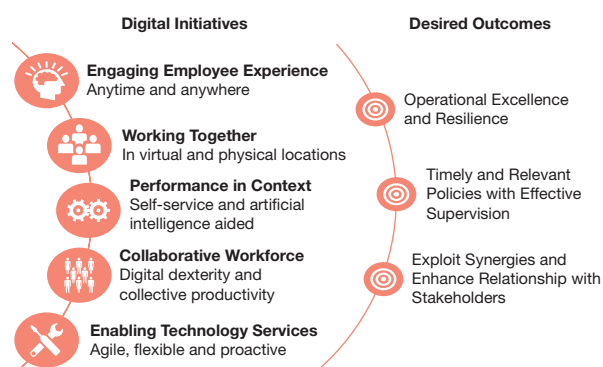 Digital Initiatives
Engaging Employee Experience
Anytime and anywhere
Working Together
In virtual and physical locations
Performance in Context
Self-service and artificial
intelligence aided
Collaborative Workforce
Digital dexterity and
collective productivity
Enabling Technology Services
Agile, flexible and proactive
Desired Outcomes
Operational Excellence
and Resilience
Timely and Relevant
Policies with Effective
Supervision
Exploit Synergies and
Enhance Relationship with
Stakeholders